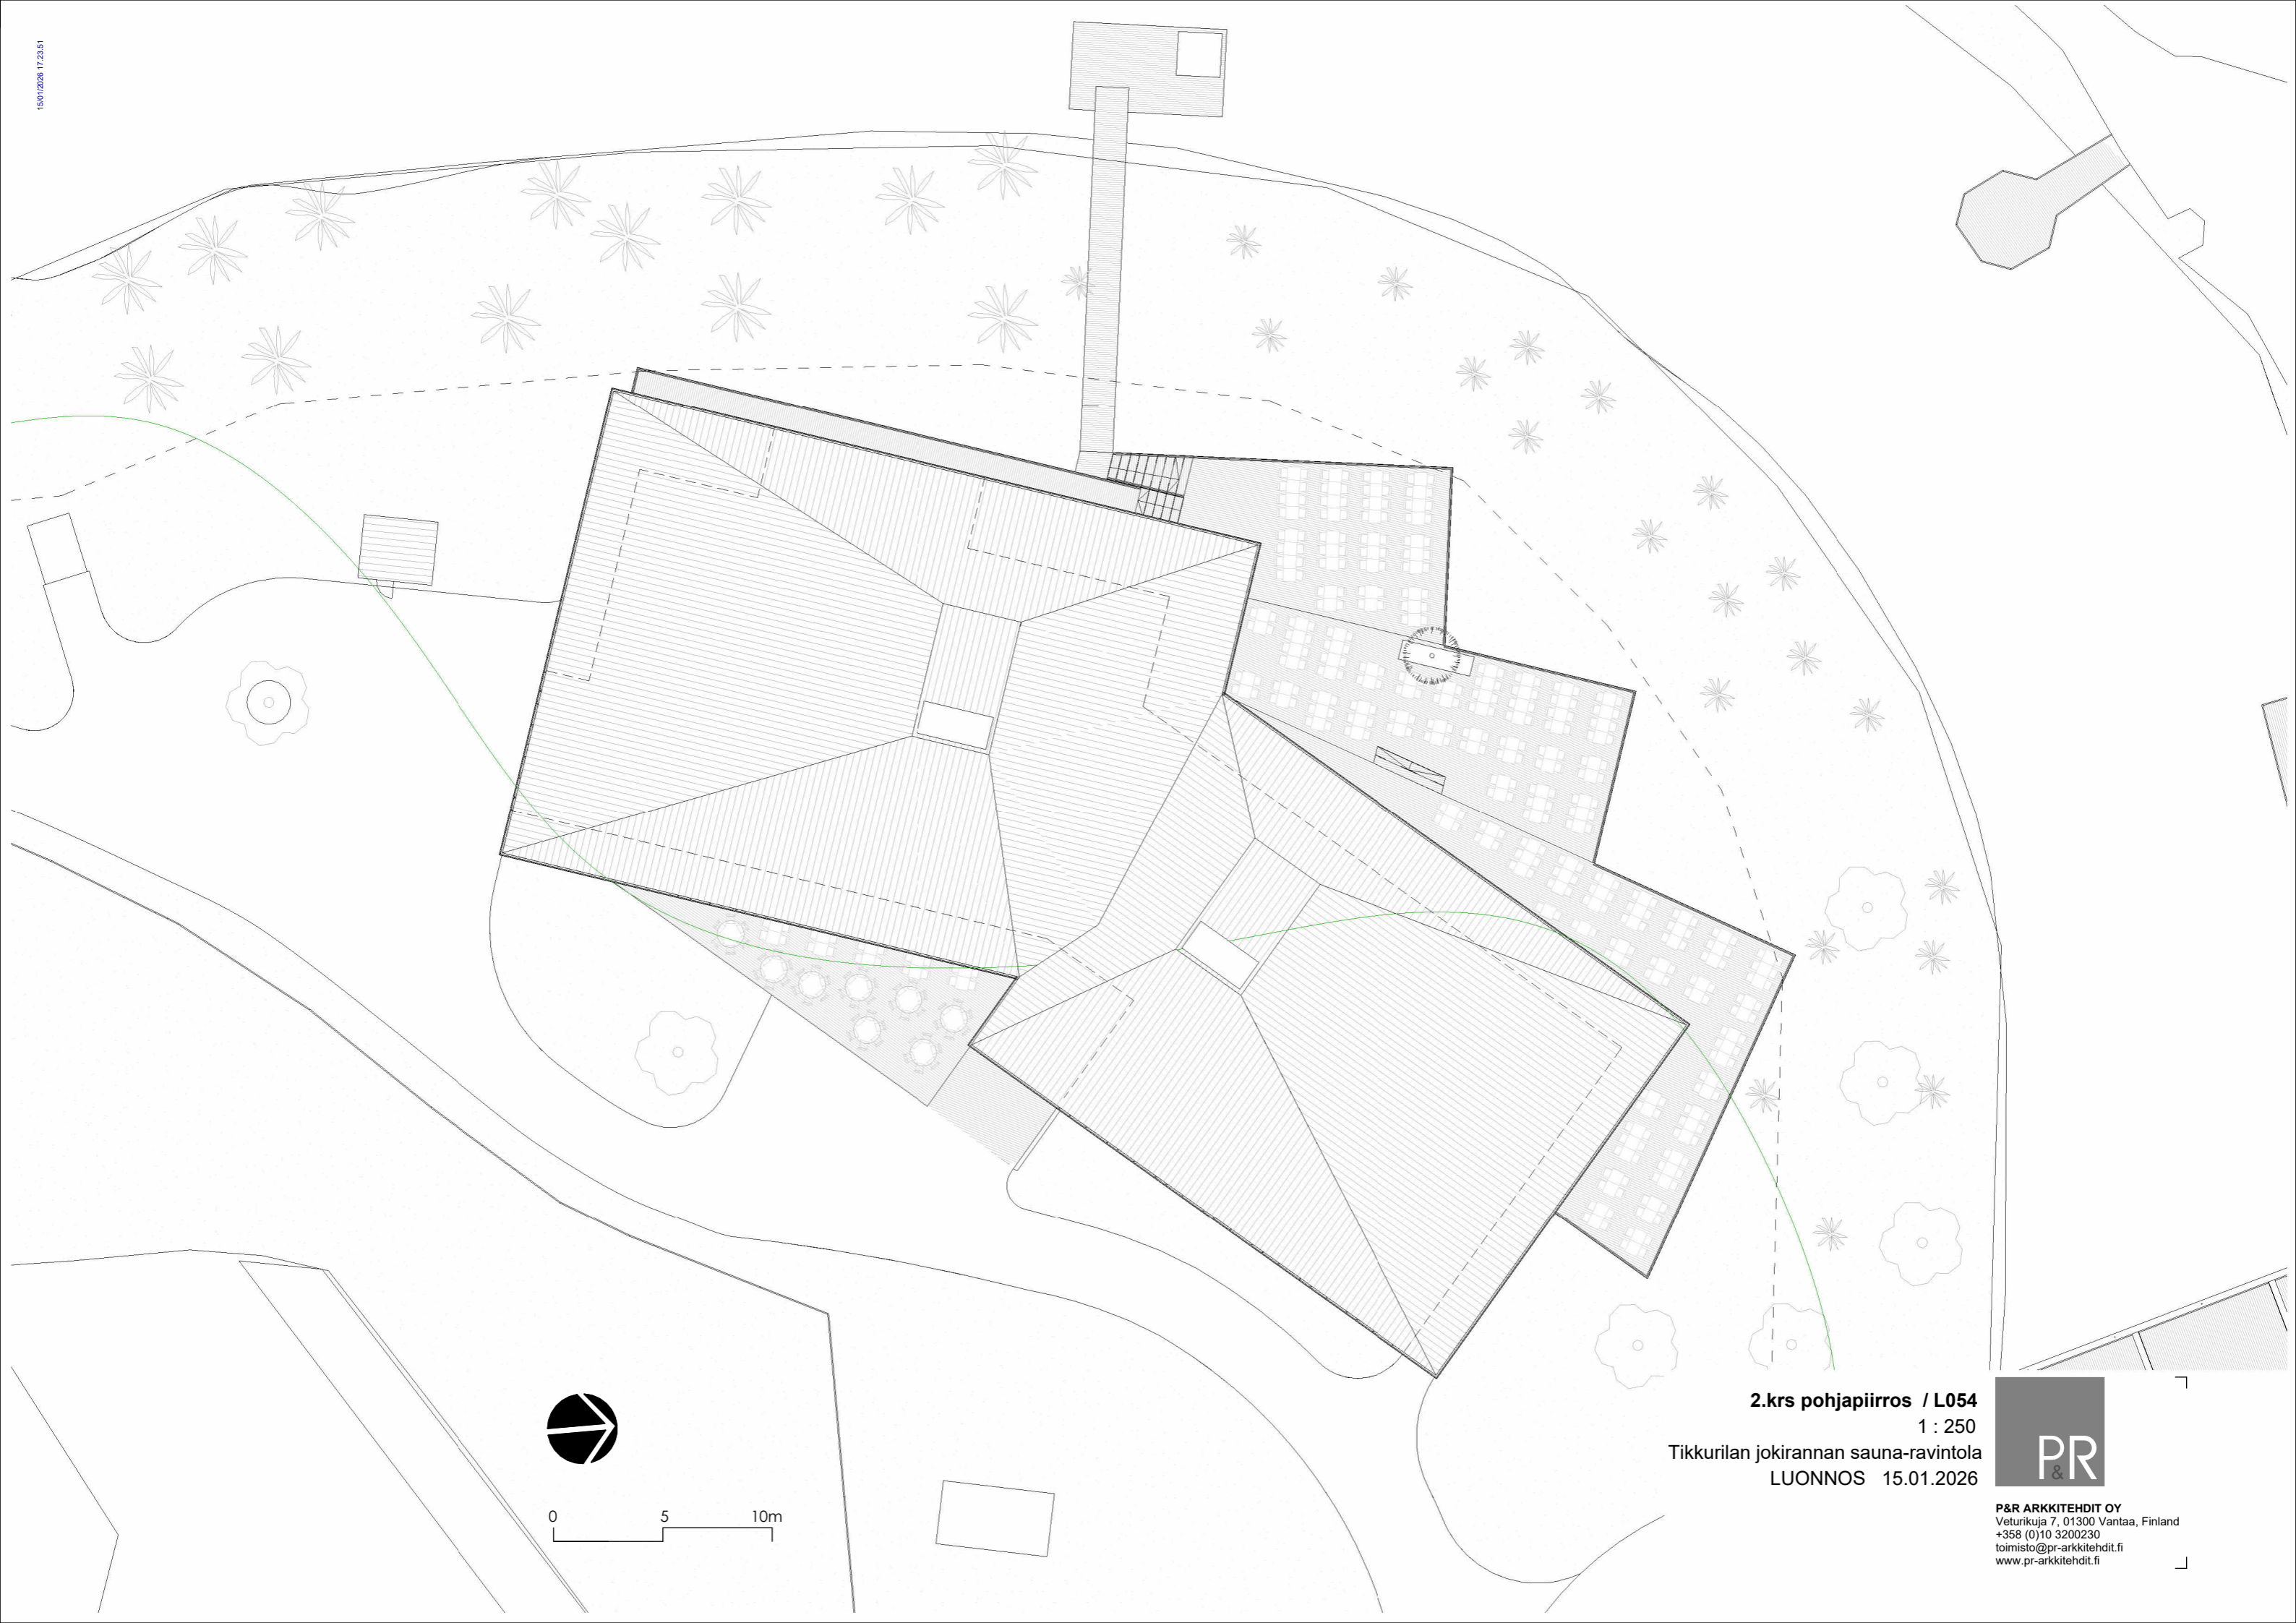 15/01/2026 17.23.51
0 5 10m
2.krs pohjapiirros / L054
1 : 250
Tikkurilan jokirannan sauna-ravintola
LUONNOS 15.01.2026
P&R
P&R ARKKITEHDIT OY
Veturikuja 7, 01300 Vantaa, Finland
+358 (0)10 3200230
toimisto@pr-arkkitehdit.fi
www.pr-arkkitehdit.fi